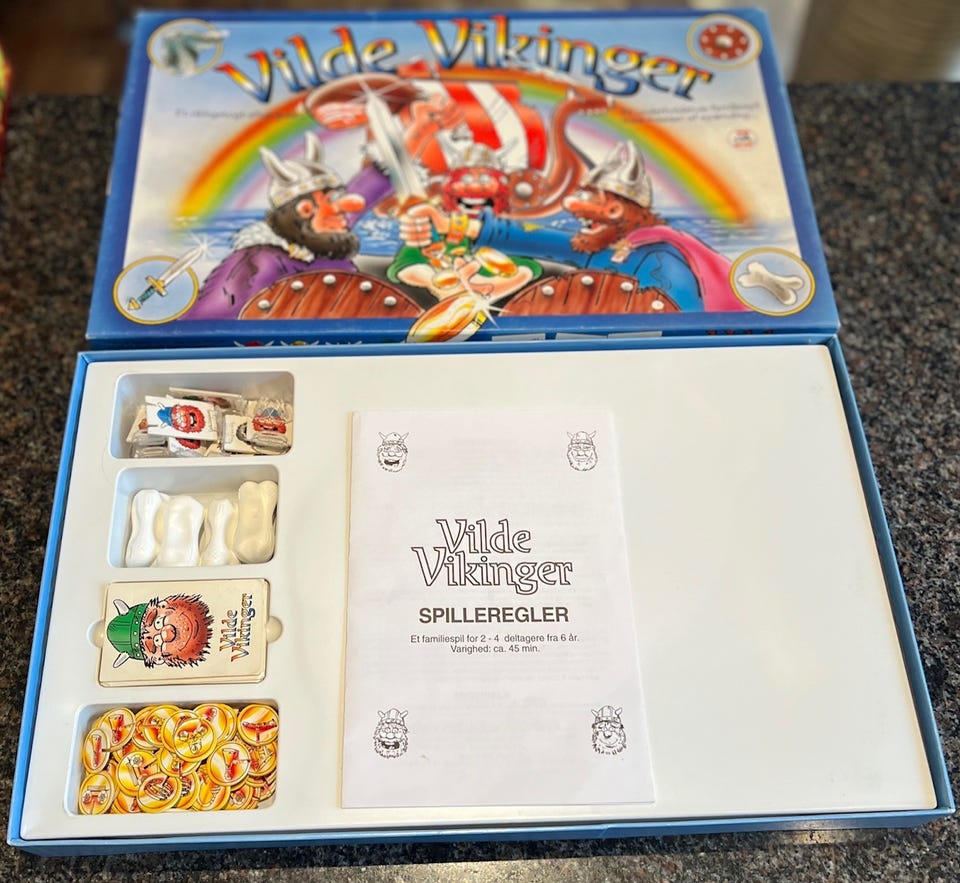 Vilde Vikinger
Vilde
Vikinger
Vilde
Vikinger
SPILLEREGLER
Et familiespil for 2 - 4 deltagere fra 6 år.
Varighed: ca. 45 min.